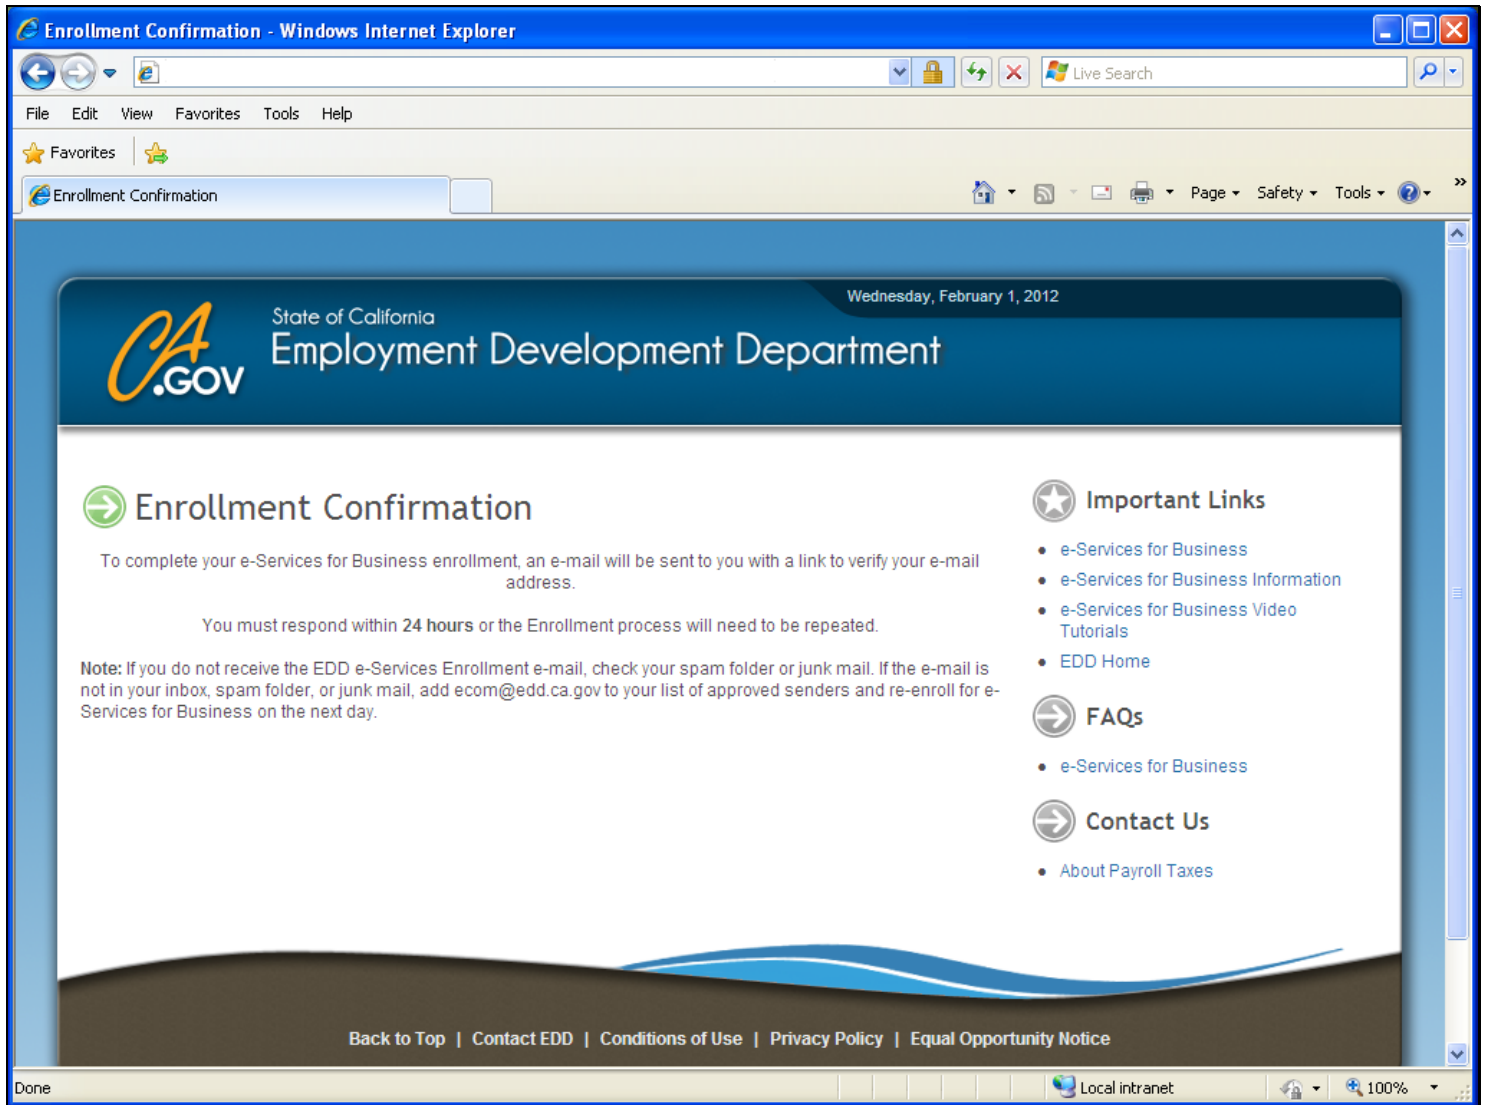 Enrollment Confirmation - Windows Internet Explorer
Live Search
File Edit View Favorites Tools Help
Favorites
Enrollment Confirmation
Page Safety Tools »
Wednesday, February 1, 2012
CA.GOV
State of California
Employment Development Department
Enrollment Confirmation
To complete your e-Services for Business enrollment, an e-mail will be sent to you with a link to verify your e-mail
address.
You must respond within 24 hours or the Enrollment process will need to be repeated.
Note: If you do not receive the EDD e-Services Enrollment e-mail, check your spam folder or junk mail. If the e-mail is
not in your inbox, spam folder, or junk mail, add ecom@edd.ca.gov to your list of approved senders and re-enroll for e-
Services for Business on the next day.
Important Links
e-Services for Business
e-Services for Business Information
e-Services for Business Video
Tutorials
EDD Home
FAQs
e-Services for Business
Contact Us
About Payroll Taxes
Back to Top | Contact EDD | Conditions of Use | Privacy Policy | Equal Opportunity Notice
Done
Local intranet
100%